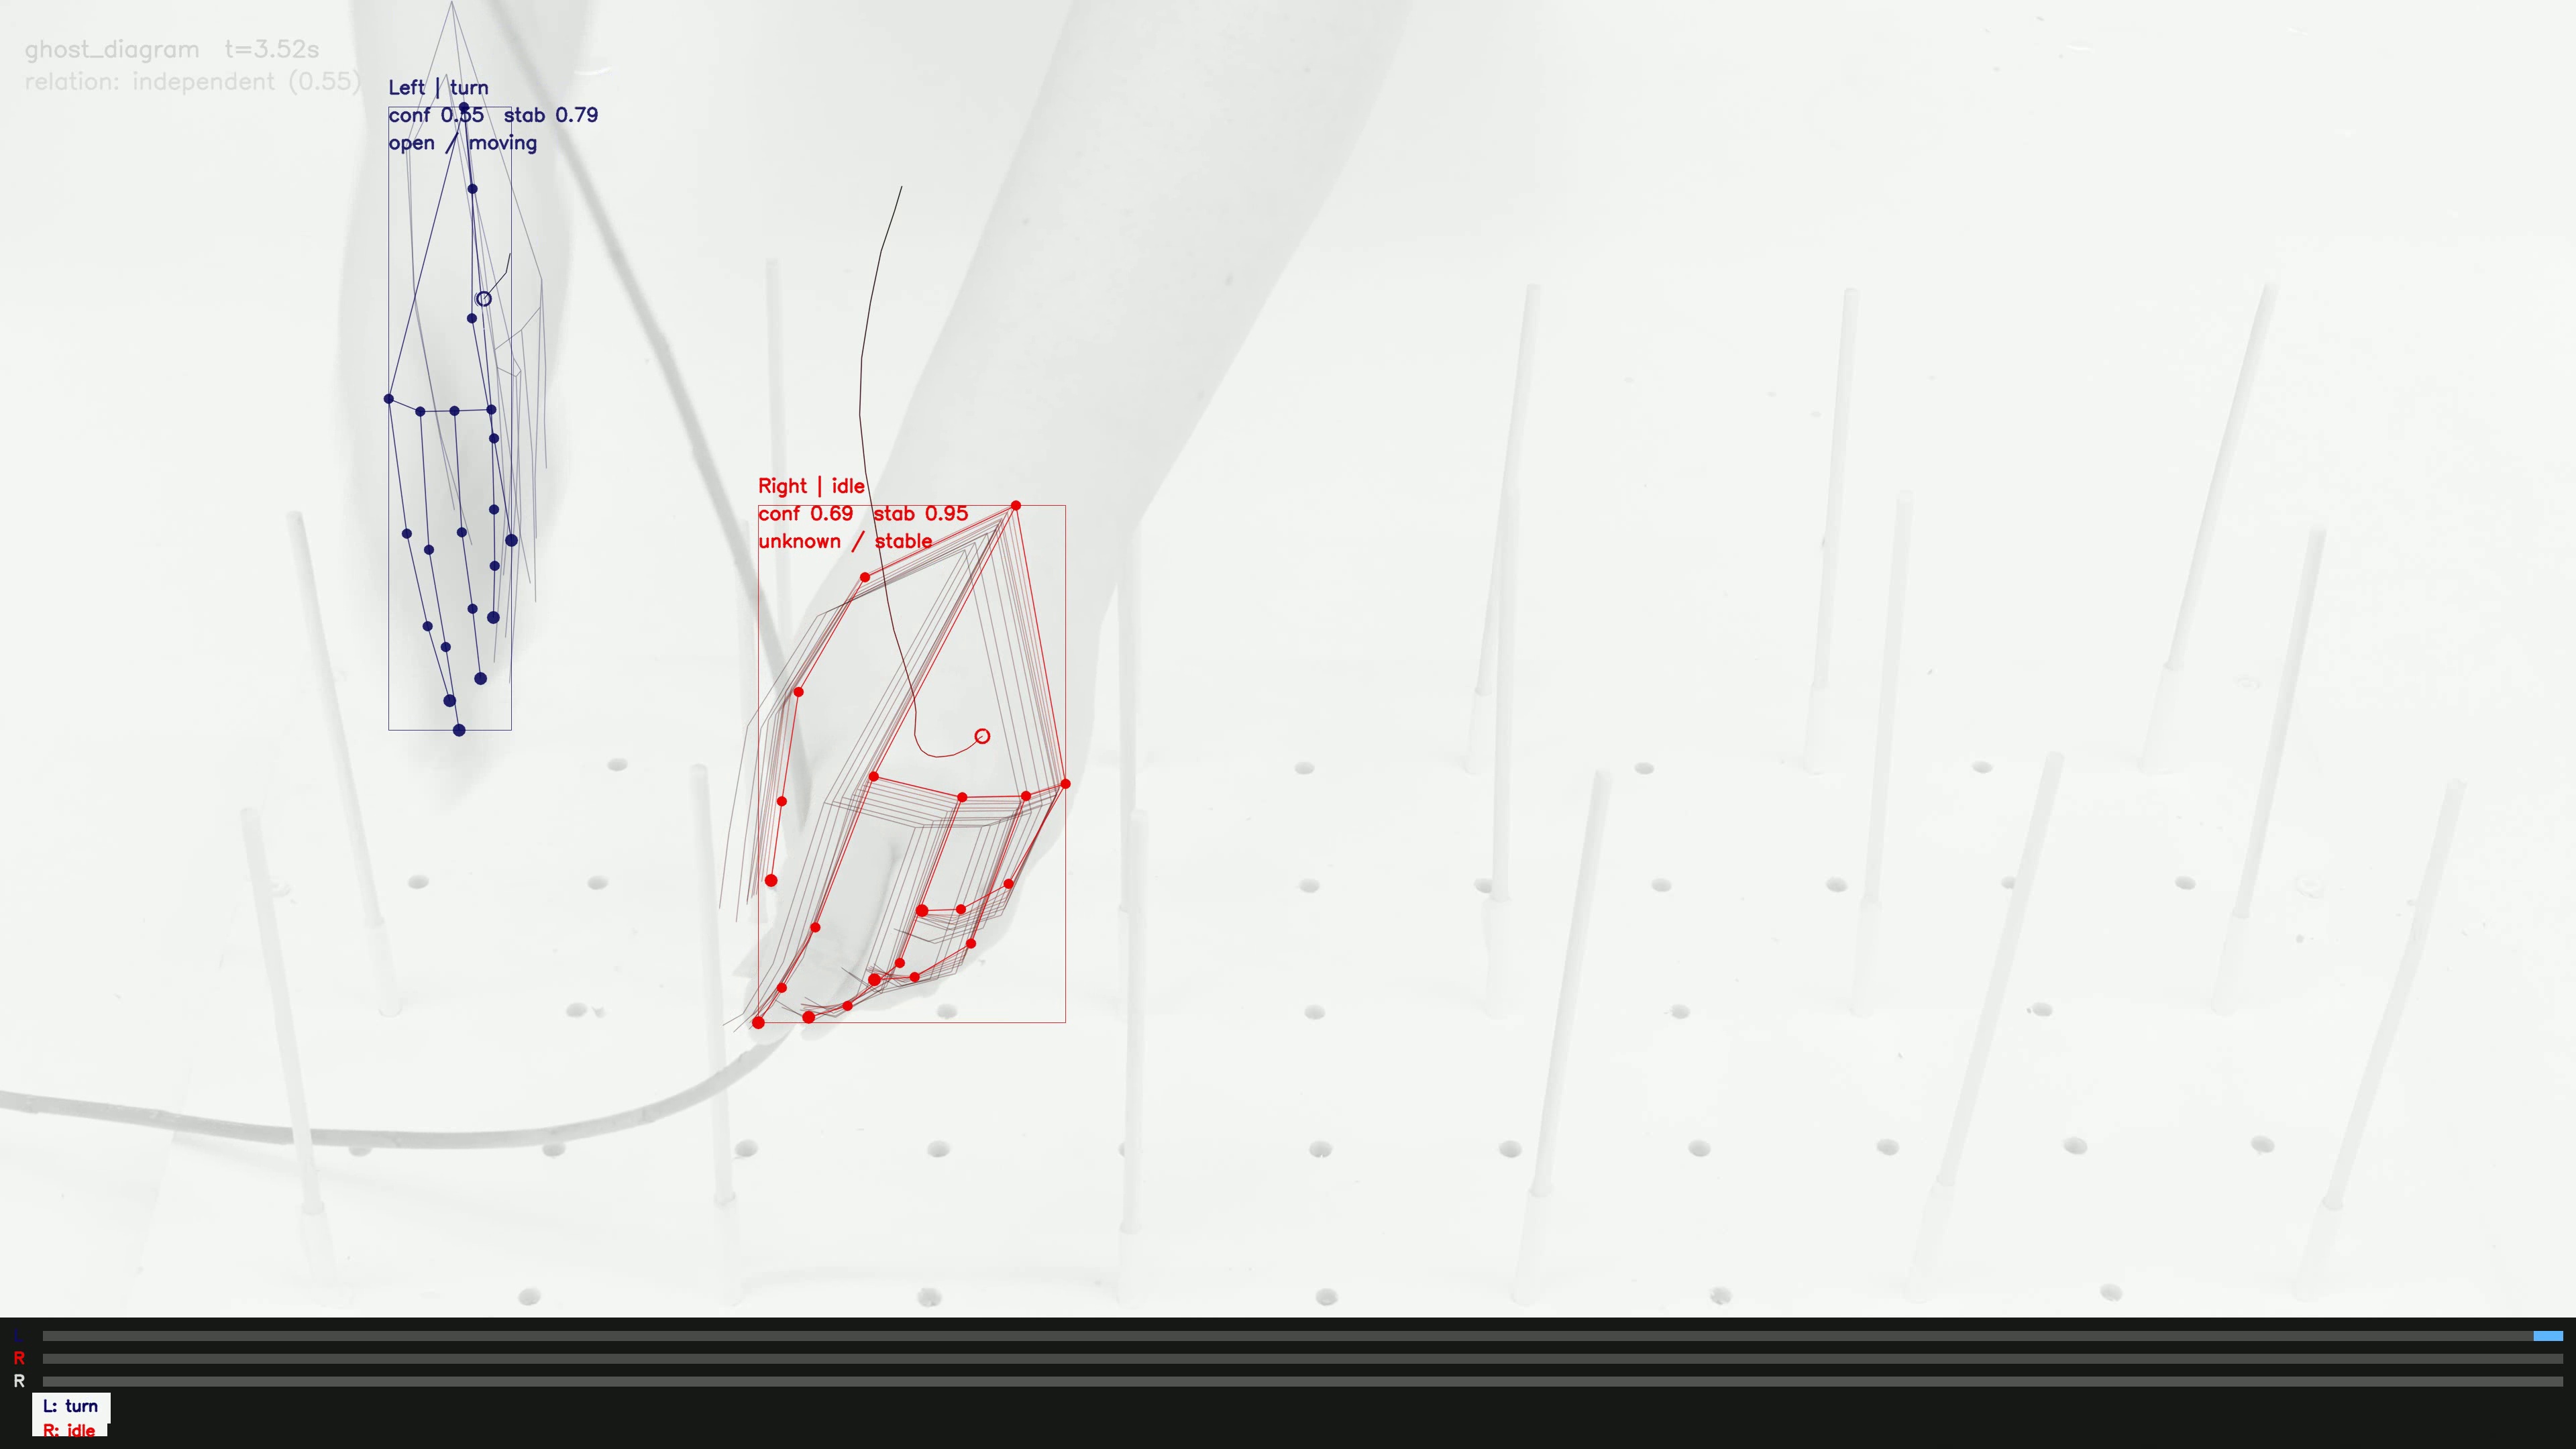 ghost_diagram t=3.52s
relation: independent (0.55)
Left | turn
conf 0.55 stab 0.79
open / moving
Right | idle
conf 0.69 stab 0.95
unknown / stable
L
R
R
L: turn
R: idle